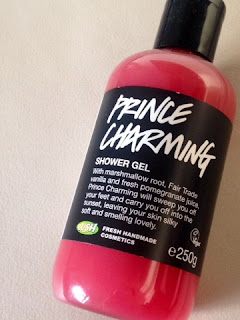 PRINCE
CHARMING
SHOWER GEL
With marshmallow root, Fair Trade
vanilla and fresh pomegranate juice,
Prince Charming will sweep you off
your feet and carry you off into the
sunset, leaving your skin silky
soft and smelling lovely.
LUSH
FRESH HANDMADE
COSMETICS
℮250g